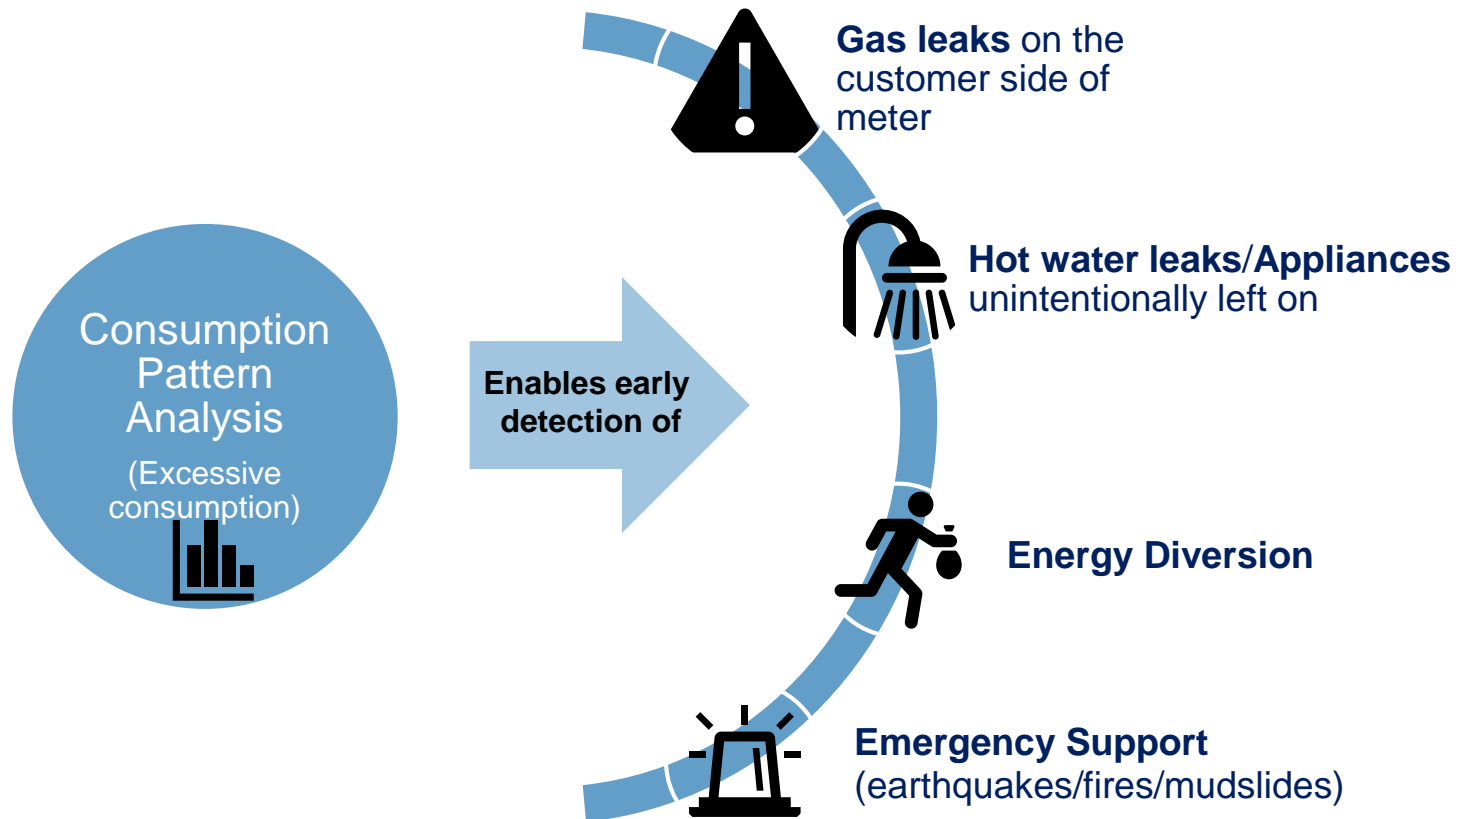 Consumption
Pattern
Analysis
(Excessive
consumption)
Enables early
detection of
Gas leaks on the
customer side of
meter
Hot water leaks/Appliances
unintentionally left on
Energy Diversion
Emergency Support
(earthquakes/fires/mudslides)